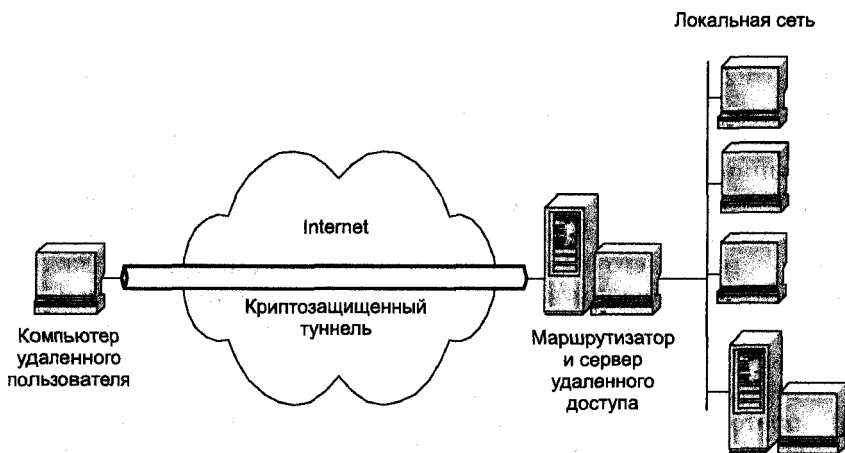 Локальная сеть
Internet
Криптозащищенный
туннель
Компьютер
удаленного
пользователя
Маршрутизатор
и сервер
удаленного
доступа